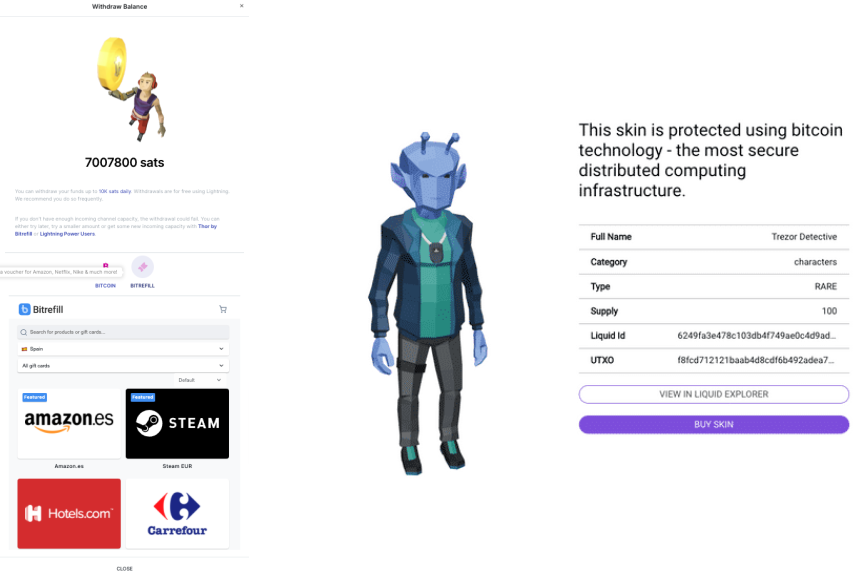 Withdraw Balance
×
7007800 sats
You can withdraw your funds up to 10K sats daily. Withdrawals are for free using Lightning.
We recommend you do so frequently.
If you don't have enough incoming channel capacity, the withdrawal could fail. You can
either try later, try a smaller amount or get some new incoming capacity with Thor by
Bitrefill or Lightning Power Users.
a voucher for Amazon, Netflix, Nike & much more!
BITCOIN
BITREFILL
Bitrefill
Search for products or gift cards...
Spain
All gift cards
Default
Featured
amazon.es
Amazon.es
Featured
STEAM
Steam EUR
Hotels.com
Carrefour
CLOSE
This skin is protected using bitcoin
technology - the most secure
distributed computing
infrastructure.
Full Name Trezor Detective
Category characters
Type RARE
Supply 100
Liquid Id 6249fa3e478c103db4f749ae0c4d9ad...
UTXO f8fcd712121baab4d8cdf6b492adea7...
VIEW IN LIQUID EXPLORER
BUY SKIN